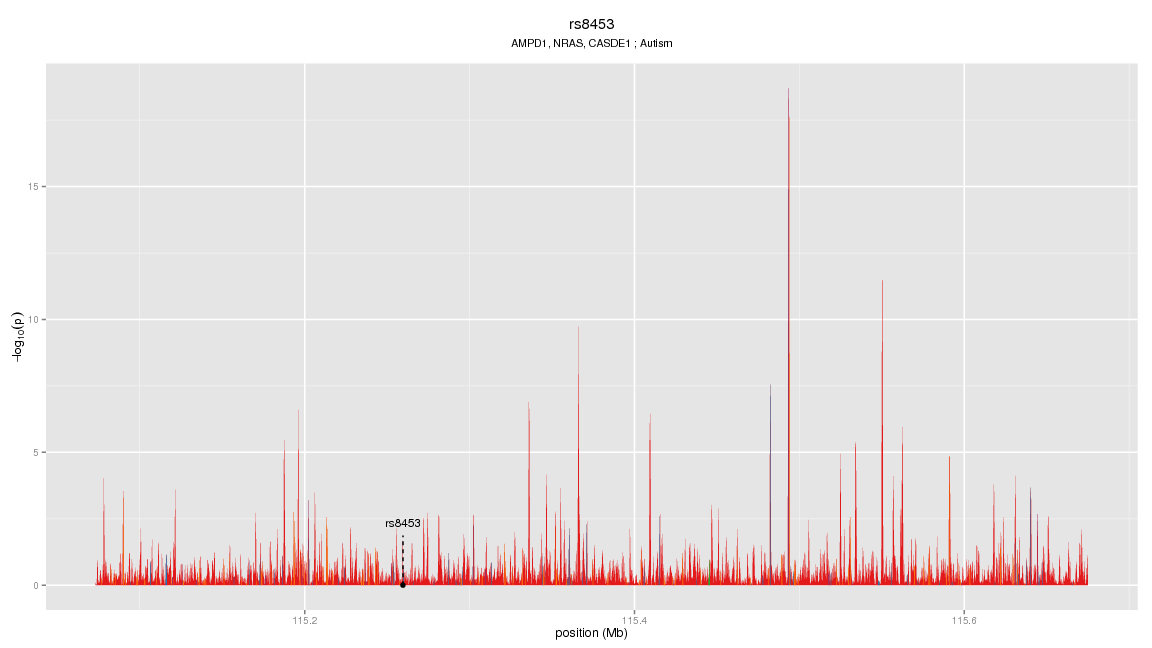 rs8453
AMPD1, NRAS, CASDE1 ; Autism
15
10
5
0
-log10(p)
rs8453
115.2
115.4
115.6
position (Mb)